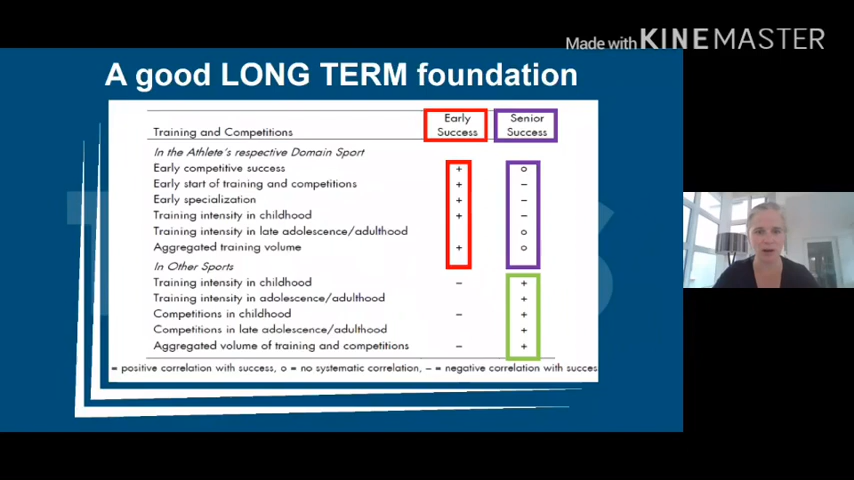 Made with KINEMASTER
A good LONG TERM foundation
Early Senior
Training and Competitions Success Success
In the Athlete's respective Domain Sport
Early competitive success + o
Early start of training and competitions + –
Early specialization + –
Training intensity in childhood + –
Training intensity in late adolescence/adulthood o
Aggregated training volume + o
In Other Sports
Training intensity in childhood – +
Training intensity in adolescence/adulthood +
Competitions in childhood – +
Competitions in late adolescence/adulthood +
Aggregated volume of training and competitions – +
= positive correlation with success, o = no systematic correlation, – = negative correlation with succes